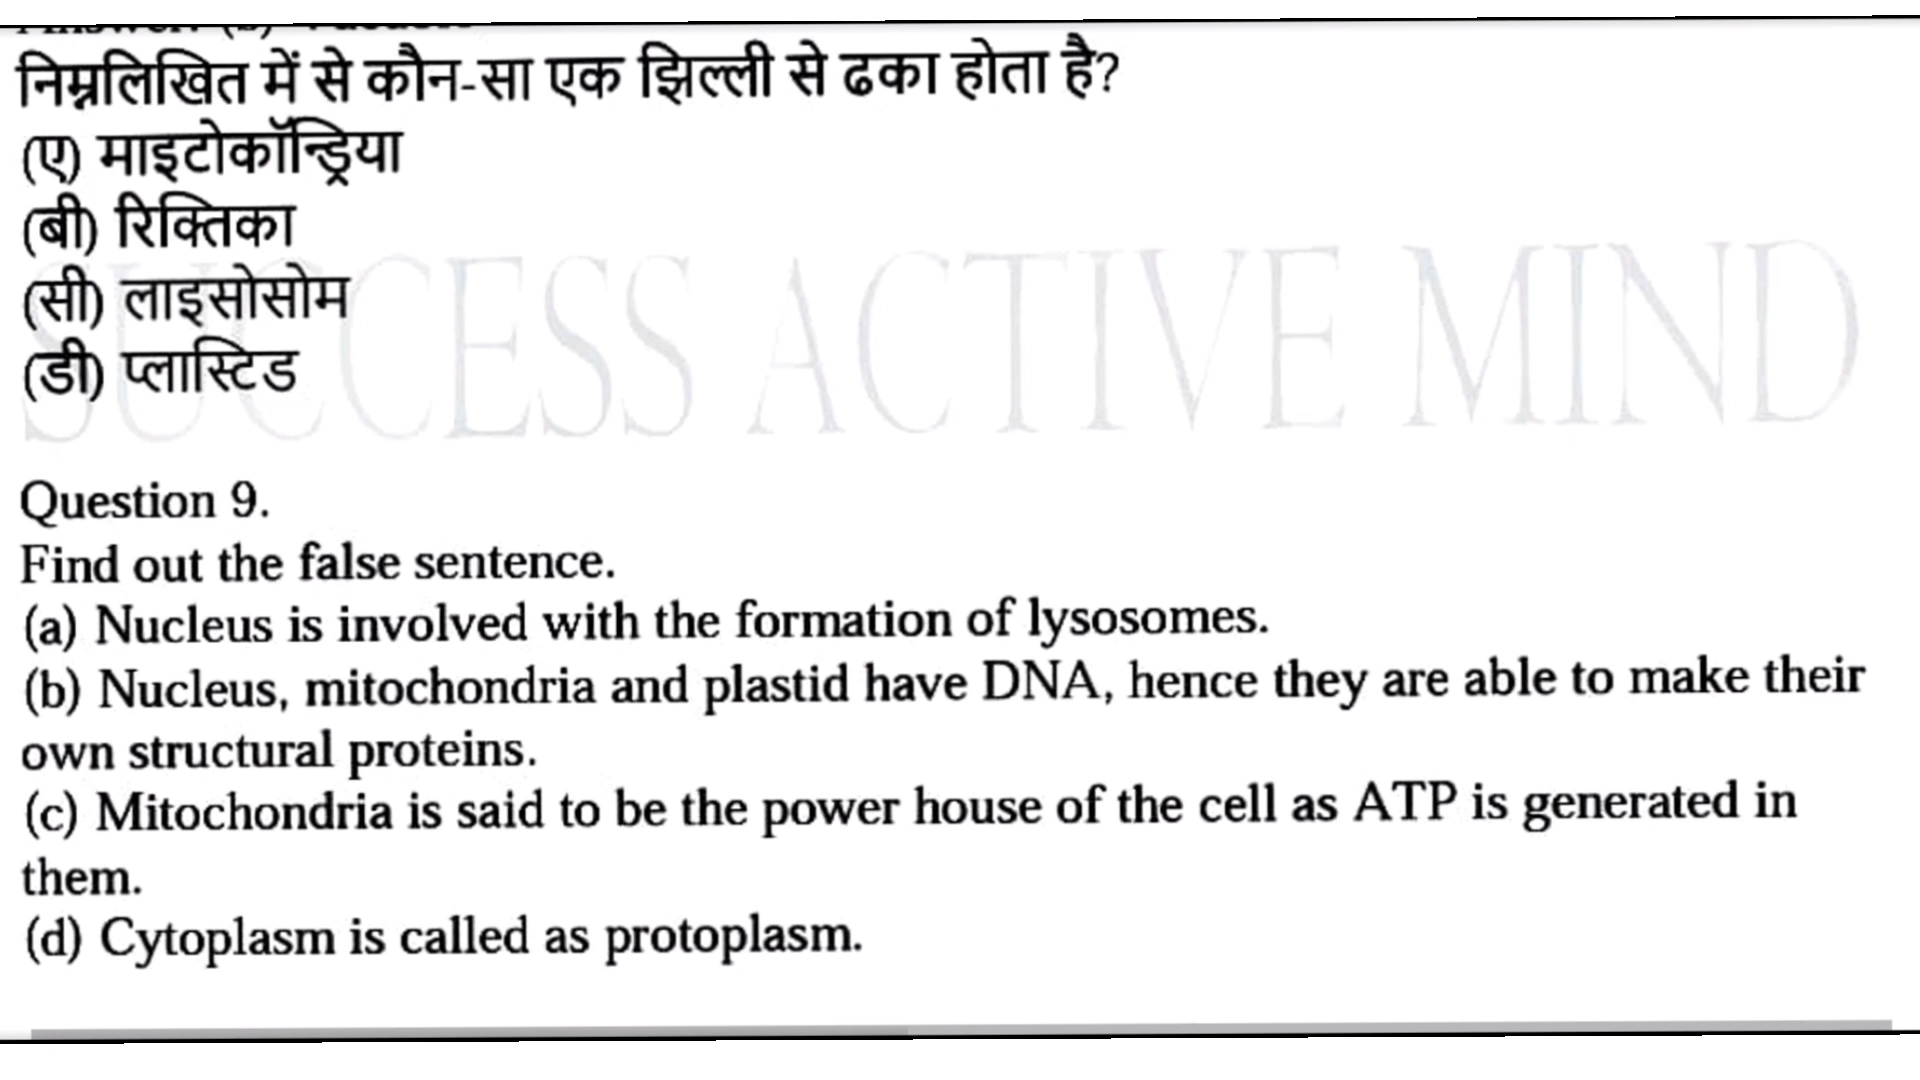 निम्नलिखित में से कौन-सा एक झिल्ली से ढका होता है?
(ए) माइटोकॉन्ड्रिया
(बी) रिक्तिका
(सी) लाइसोसोम
(डी) प्लास्टिड
SUCCESS ACTIVE MIND
Question 9.
Find out the false sentence.
(a) Nucleus is involved with the formation of lysosomes.
(b) Nucleus, mitochondria and plastid have DNA, hence they are able to make their
own structural proteins.
(c) Mitochondria is said to be the power house of the cell as ATP is generated in
them.
(d) Cytoplasm is called as protoplasm.